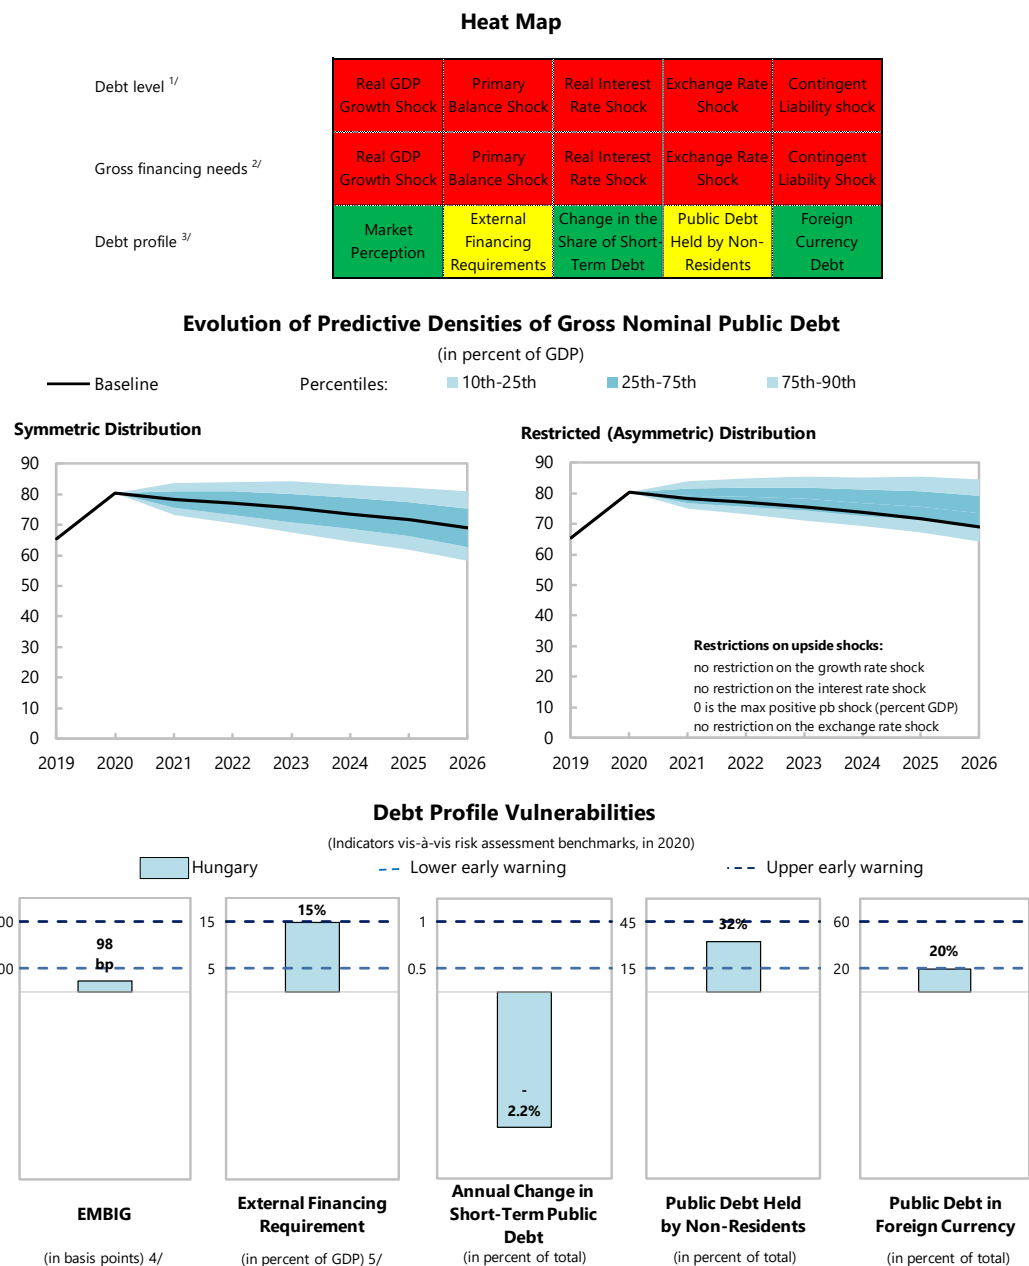 Heat Map
Debt level 1/
Real GDP Growth Shock
Primary Balance Shock
Real Interest Rate Shock
Exchange Rate Shock
Contingent Liability shock
Gross financing needs 2/
Real GDP Growth Shock
Primary Balance Shock
Real Interest Rate Shock
Exchange Rate Shock
Contingent Liability Shock
Debt profile 3/
Market Perception
External Financing Requirements
Change in the Share of Short-Term Debt
Public Debt Held by Non-Residents
Foreign Currency Debt
Evolution of Predictive Densities of Gross Nominal Public Debt
(in percent of GDP)
Baseline
Percentiles:
10th-25th
25th-75th
75th-90th
Symmetric Distribution
90
80
70
60
50
40
30
20
10
0
2019 2020 2021 2022 2023 2024 2025 2026
Restricted (Asymmetric) Distribution
90
80
70
60
50
40
30
20
10
0
Restrictions on upside shocks:
no restriction on the growth rate shock
no restriction on the interest rate shock
0 is the max positive pb shock (percent GDP)
no restriction on the exchange rate shock
2019 2020 2021 2022 2023 2024 2025 2026
Debt Profile Vulnerabilities
(Indicators vis-à-vis risk assessment benchmarks, in 2020)
Hungary
Lower early warning
Upper early warning
98
bp
EMBIG
(in basis points) 4/
15
5
15%
External Financing
Requirement
(in percent of GDP) 5/
1
0.5
-
2.2%
Annual Change in
Short-Term Public
Debt
(in percent of total)
45
15
32%
Public Debt Held
by Non-Residents
(in percent of total)
60
20
20%
Public Debt in
Foreign Currency
(in percent of total)